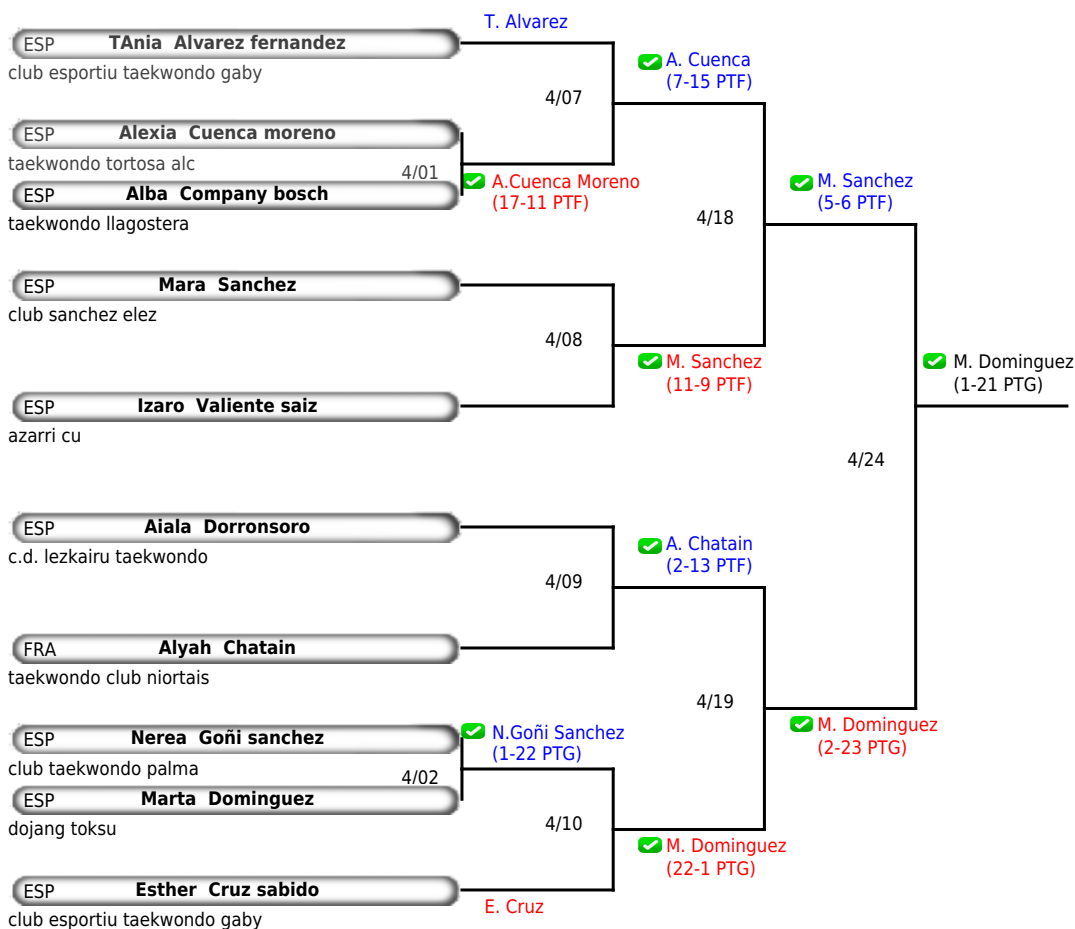 T. Alvarez
ESP TAnia Alvarez fernandez
club esportiu taekwondo gaby
A. Cuenca
(7-15 PTF)
4/07
ESP Alexia Cuenca moreno
taekwondo tortosa alc
4/01
A.Cuenca Moreno
(17-11 PTF)
ESP Alba Company bosch
taekwondo llagostera
M. Sanchez
(5-6 PTF)
4/18
ESP Mara Sanchez
club sanchez elez
4/08
M. Sanchez
(11-9 PTF)
M. Dominguez
(1-21 PTG)
ESP Izaro Valiente saiz
azarri cu
4/24
ESP Aiala Dorronsoro
c.d. lezkairu taekwondo
A. Chatain
(2-13 PTF)
4/09
FRA Alyah Chatain
taekwondo club niortais
4/19
M. Dominguez
(2-23 PTG)
ESP Nerea Goñi sanchez
club taekwondo palma
N.Goñi Sanchez
(1-22 PTG)
4/02
ESP Marta Dominguez
dojang toksu
4/10
M. Dominguez
(22-1 PTG)
ESP Esther Cruz sabido
club esportiu taekwondo gaby
E. Cruz